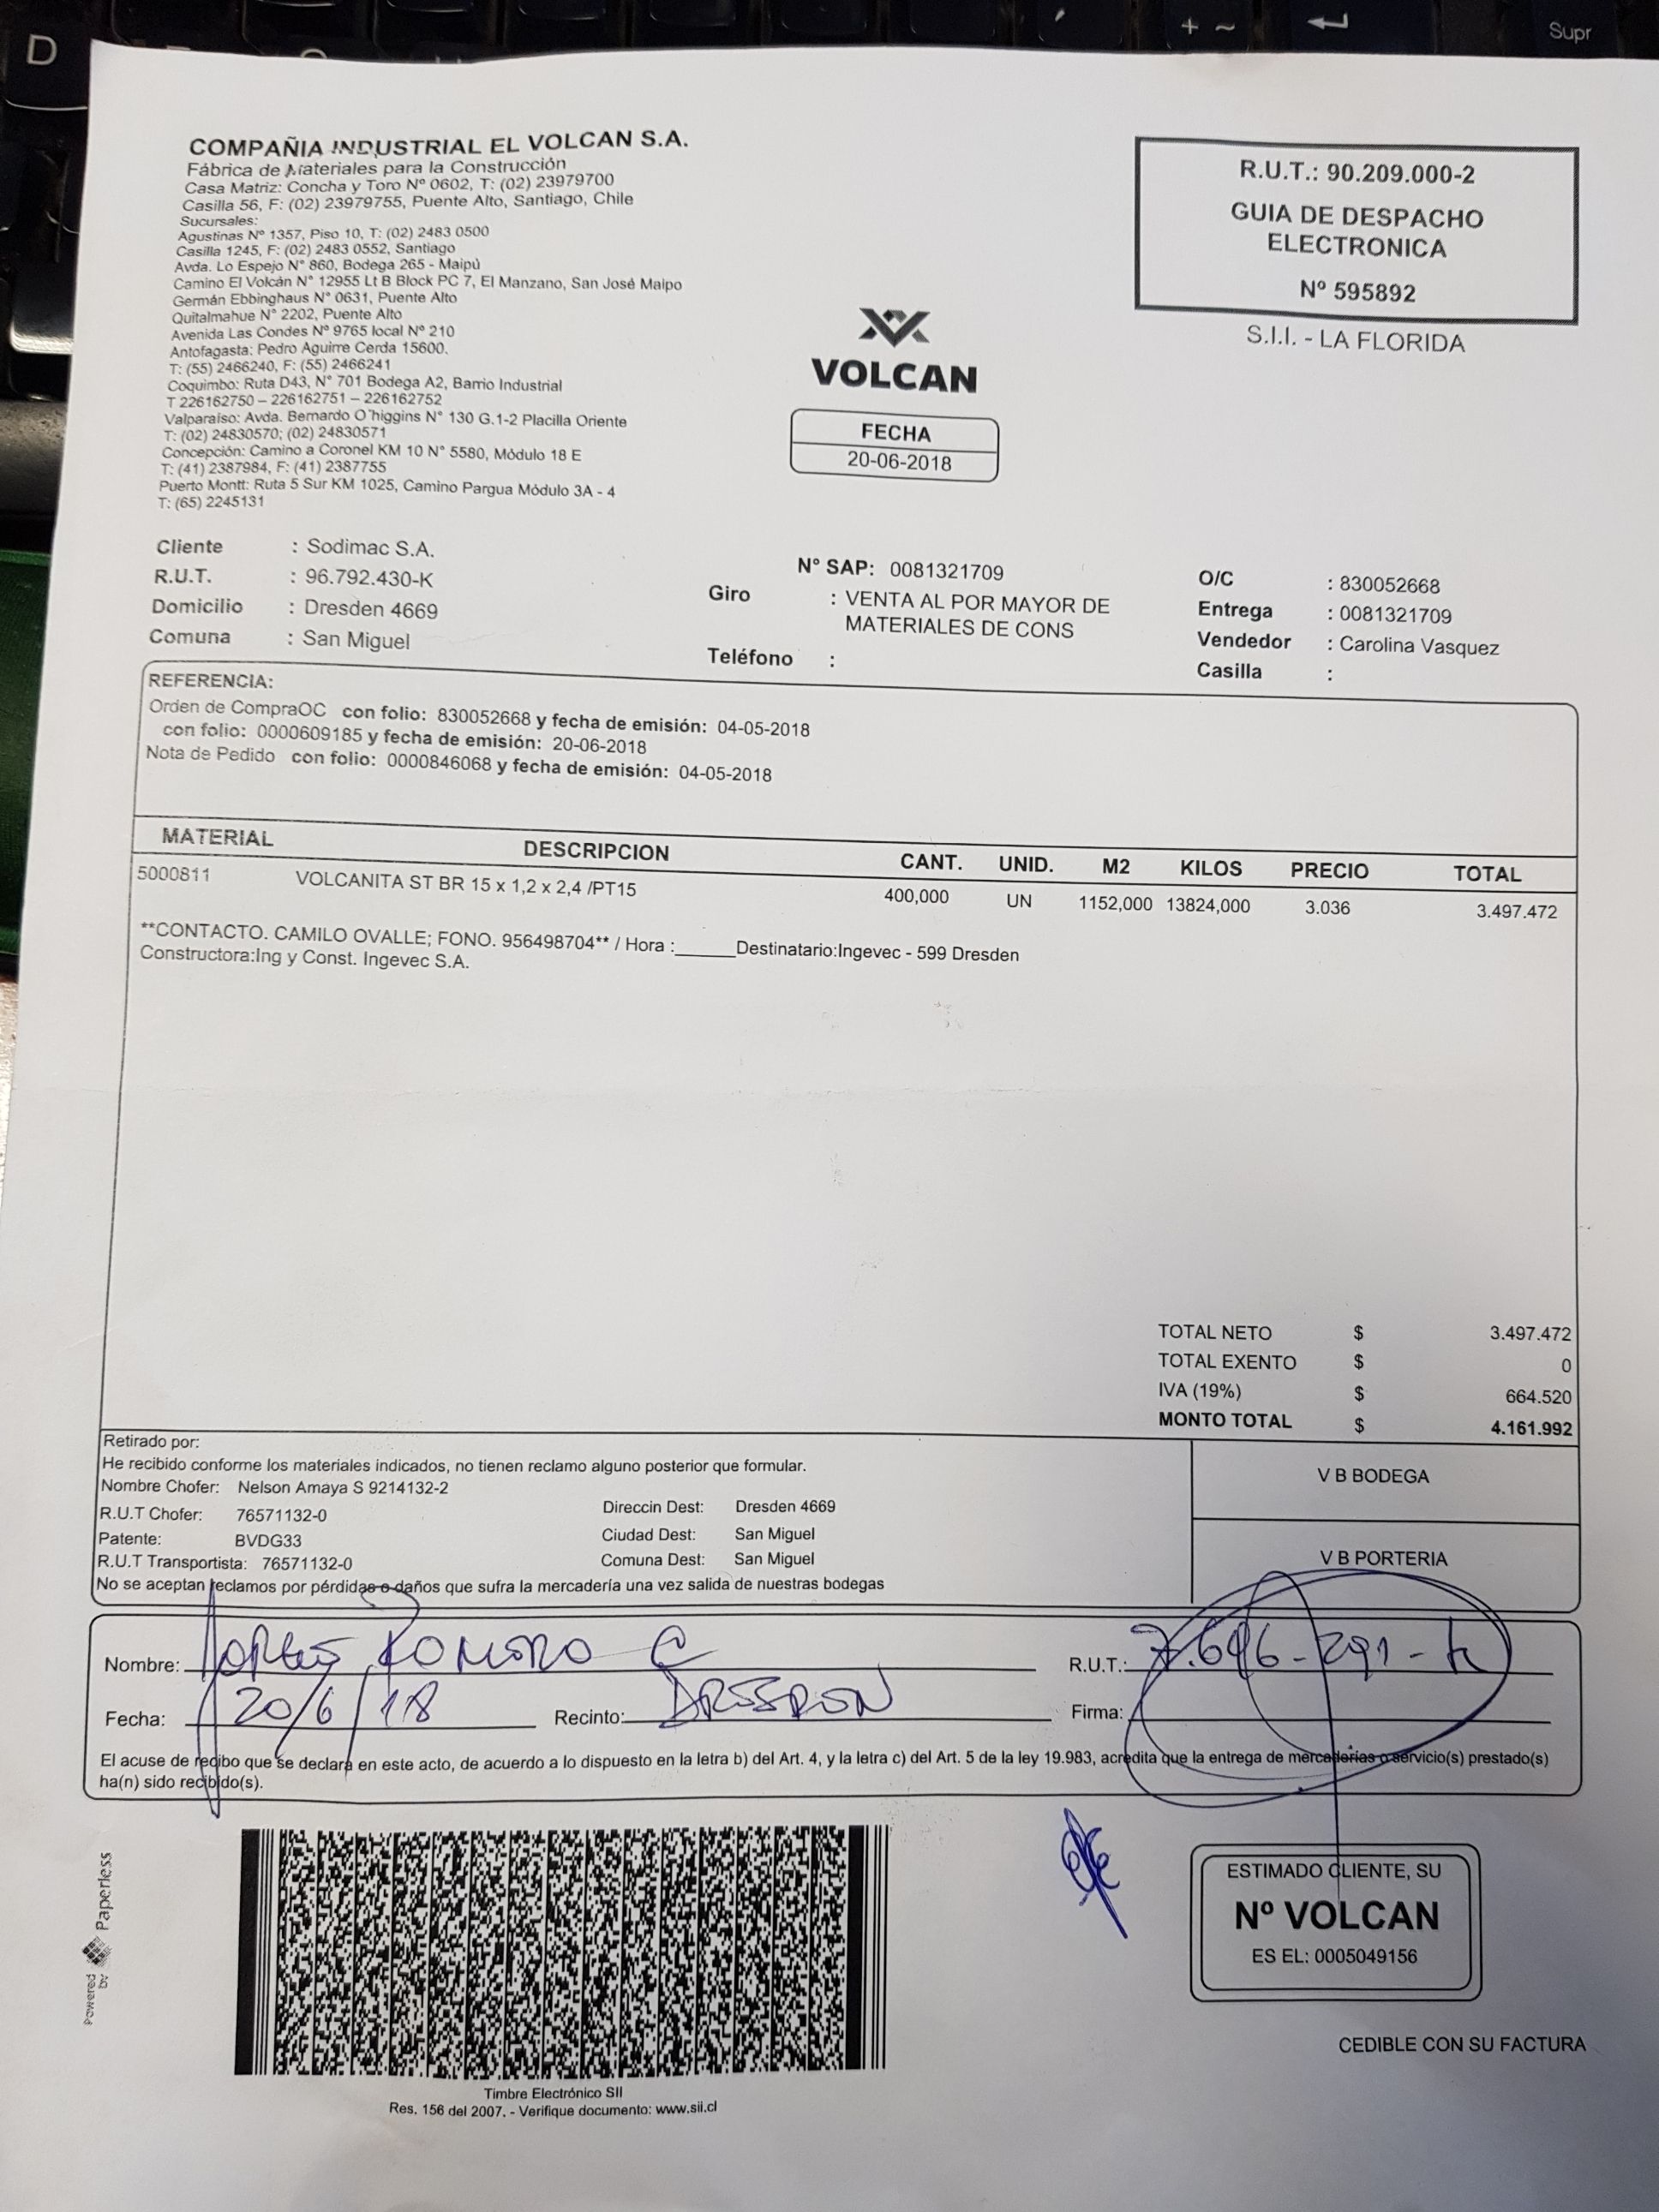 D
+ ~
Supr
COMPAÑIA INDUSTRIAL EL VOLCAN S.A.
Fábrica de Materiales para la Construcción
Casa Matriz: Concha y Toro Nº 0602, T: (02) 23979700
Casilla 56, F: (02) 23979755, Puente Alto, Santiago, Chile
Sucursales:
Agustinas Nº 1357, Piso 10, T: (02) 2483 0500
Casilla 1245, F: (02) 2483 0552, Santiago
Avda. Lo Espejo N° 860, Bodega 265 - Maipú
Camino El Volcán N° 12955 Lt B Block PC 7, El Manzano, San José Maipo
Germán Ebbinghaus N° 0631, Puente Alto
Quitalmahue N° 2202, Puente Alto
Avenida Las Condes Nº 9765 local Nº 210
Antofagasta: Pedro Aguirre Cerda 15600.
T: (55) 2466240, F: (55) 2466241
Coquimbo: Ruta D43, N° 701 Bodega A2, Barrio Industrial
T 226162750 – 226162751 – 226162752
Valparaiso: Avda. Bernardo O´higgins N° 130 G.1-2 Placilla Oriente
T: (02) 24830570; (02) 24830571
Concepción: Camino a Coronel KM 10 N° 5580, Módulo 18 E
T: (41) 2387984, F: (41) 2387755
Puerto Montt: Ruta 5 Sur KM 1025, Camino Pargua Módulo 3A - 4
T: (65) 2245131
VOLCAN
FECHA
20-06-2018
R.U.T.: 90.209.000-2
GUIA DE DESPACHO
ELECTRONICA
Nº 595892
S.I.I. - LA FLORIDA
Cliente : Sodimac S.A.
R.U.T. : 96.792.430-K
Domicilio : Dresden 4669
Comuna : San Miguel
N° SAP: 0081321709
Giro : VENTA AL POR MAYOR DE
MATERIALES DE CONS
Teléfono :
O/C : 830052668
Entrega : 0081321709
Vendedor : Carolina Vasquez
Casilla :
REFERENCIA:
Orden de CompraOC con folio: 830052668 y fecha de emisión: 04-05-2018
con folio: 0000609185 y fecha de emisión: 20-06-2018
Nota de Pedido con folio: 0000846068 y fecha de emisión: 04-05-2018
MATERIAL DESCRIPCION CANT. UNID. M2 KILOS PRECIO TOTAL
5000811 VOLCANITA ST BR 15 x 1,2 x 2,4 /PT15 400,000 UN 1152,000 13824,000 3.036 3.497.472
**CONTACTO. CAMILO OVALLE; FONO. 956498704** / Hora :______Destinatario:Ingevec - 599 Dresden
Constructora:Ing y Const. Ingevec S.A.
TOTAL NETO $ 3.497.472
TOTAL EXENTO $ 0
IVA (19%) $ 664.520
MONTO TOTAL $ 4.161.992
Retirado por:
He recibido conforme los materiales indicados, no tienen reclamo alguno posterior que formular.
Nombre Chofer: Nelson Amaya S 9214132-2
R.U.T Chofer: 76571132-0 Direccin Dest: Dresden 4669
Patente: BVDG33 Ciudad Dest: San Miguel
R.U.T Transportista: 76571132-0 Comuna Dest: San Miguel
No se aceptan reclamos por pérdidas o daños que sufra la mercadería una vez salida de nuestras bodegas
V B BODEGA
V B PORTERIA
Nombre: Romero C R.U.T.: 7.646-291-k
Fecha: 20/6/18 Recinto: DRESDEN Firma:
El acuse de recibo que se declara en este acto, de acuerdo a lo dispuesto en la letra b) del Art. 4, y la letra c) del Art. 5 de la ley 19.983, acredita que la entrega de mercaderías o servicio(s) prestado(s)
ha(n) sido recibido(s).
Powered by Paperless
Timbre Electrónico SII
Res. 156 del 2007. - Verifique documento: www.sii.cl
ESTIMADO CLIENTE, SU
Nº VOLCAN
ES EL: 0005049156
CEDIBLE CON SU FACTURA